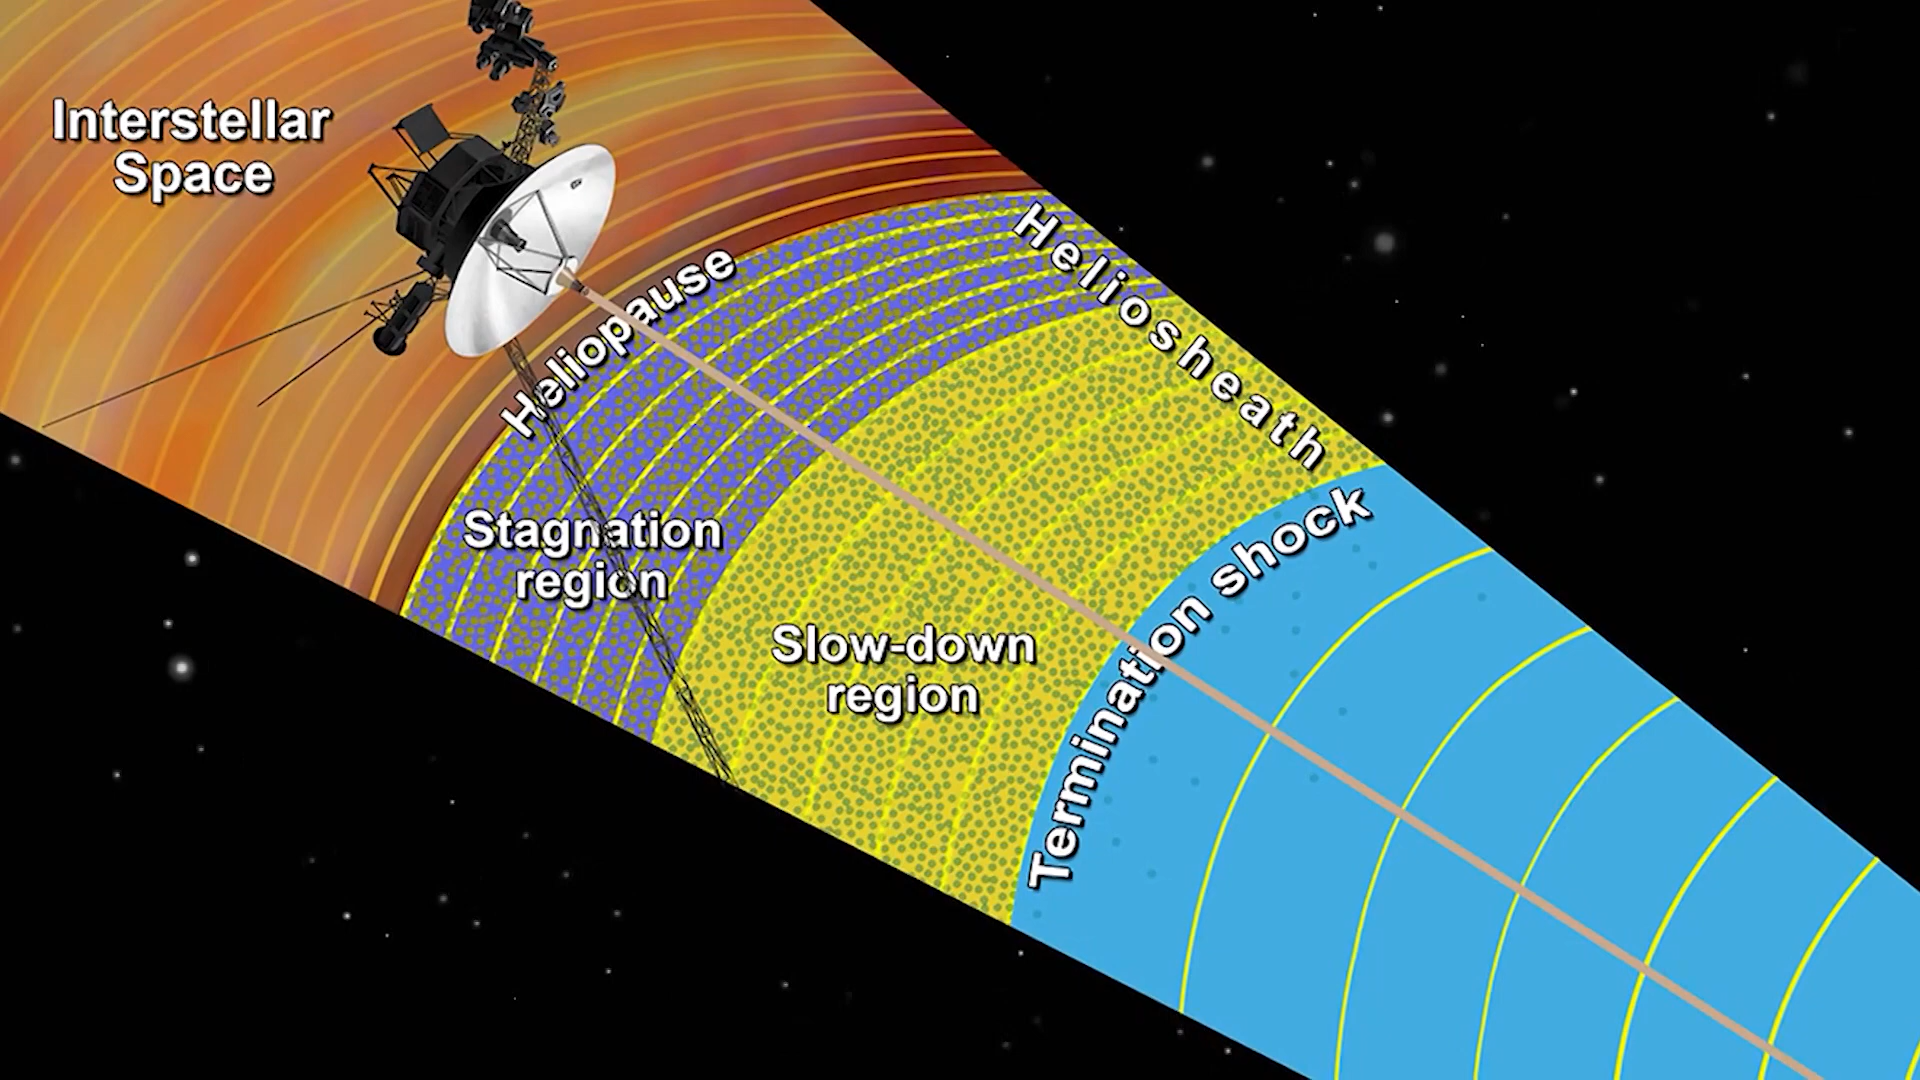 Interstellar
Space
Heliopause
Heliosheath
Stagnation
region
Slow-down
region
Termination shock